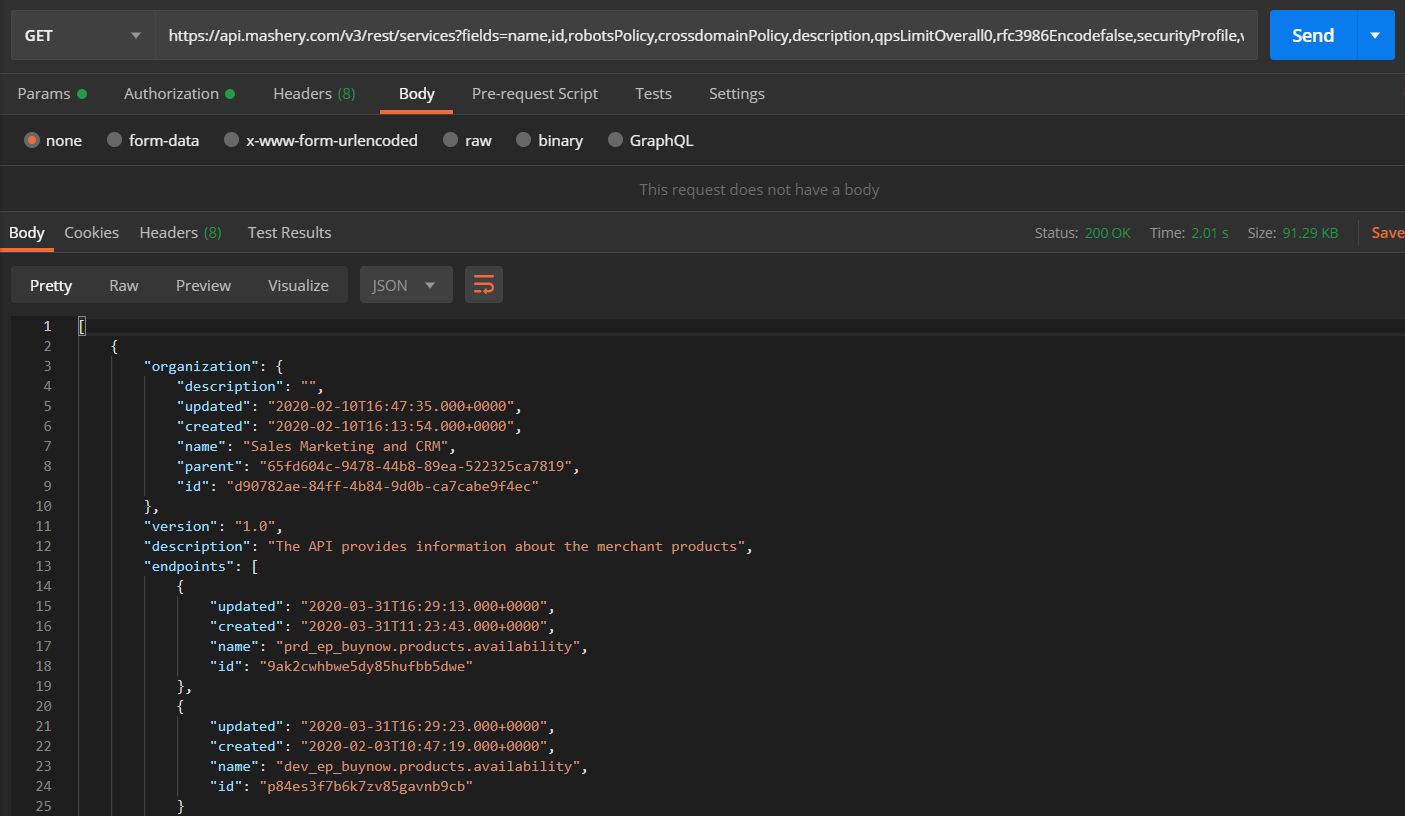 GET https://api.mashery.com/v3/rest/services?fields=name,id,robotsPolicy,crossdomainPolicy,description,qpsLimitOverall0,rfc3986Encodefalse,securityProfile, Send
Params Authorization Headers (8) Body Pre-request Script Tests Settings
none form-data x-www-form-urlencoded raw binary GraphQL
This request does not have a body
Body Cookies Headers (8) Test Results Status: 200 OK Time: 2.01 s Size: 91.29 KB Save
Pretty Raw Preview Visualize JSON
1 [
2 {
3 "organization": {
4 "description": "",
5 "updated": "2020-02-10T16:47:35.000+0000",
6 "created": "2020-02-10T16:13:54.000+0000",
7 "name": "Sales Marketing and CRM",
8 "parent": "65fd604c-9478-44b8-89ea-522325ca7819",
9 "id": "d90782ae-84ff-4b84-9d0b-ca7cabe9f4ec"
10 },
11 "version": "1.0",
12 "description": "The API provides information about the merchant products",
13 "endpoints": [
14 {
15 "updated": "2020-03-31T16:29:13.000+0000",
16 "created": "2020-03-31T11:23:43.000+0000",
17 "name": "prd_ep_buynow.products.availability",
18 "id": "9ak2cwhbwe5dy85hufbb5dwe"
19 },
20 {
21 "updated": "2020-03-31T16:29:23.000+0000",
22 "created": "2020-02-03T10:47:19.000+0000",
23 "name": "dev_ep_buynow.products.availability",
24 "id": "p84es3f7b6k7zv85gavnb9cb"
25 }